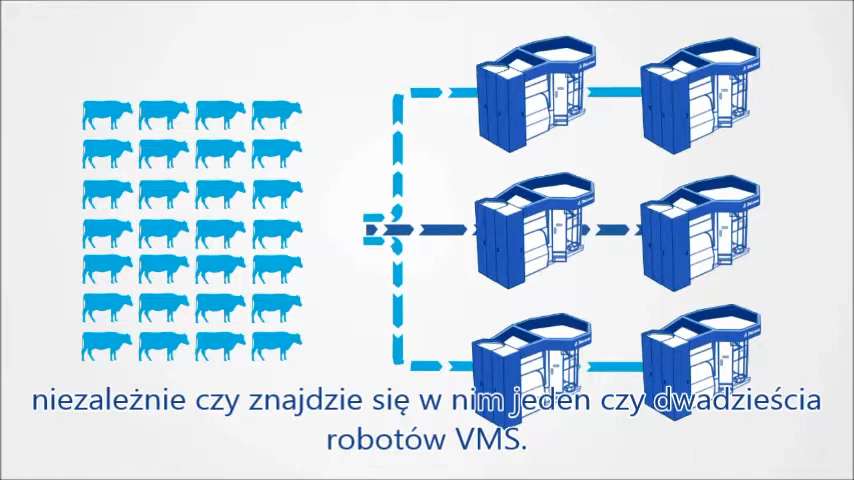 niezależnie czy znajdzie się w nim jeden czy dwadzieścia
robotów VMS.